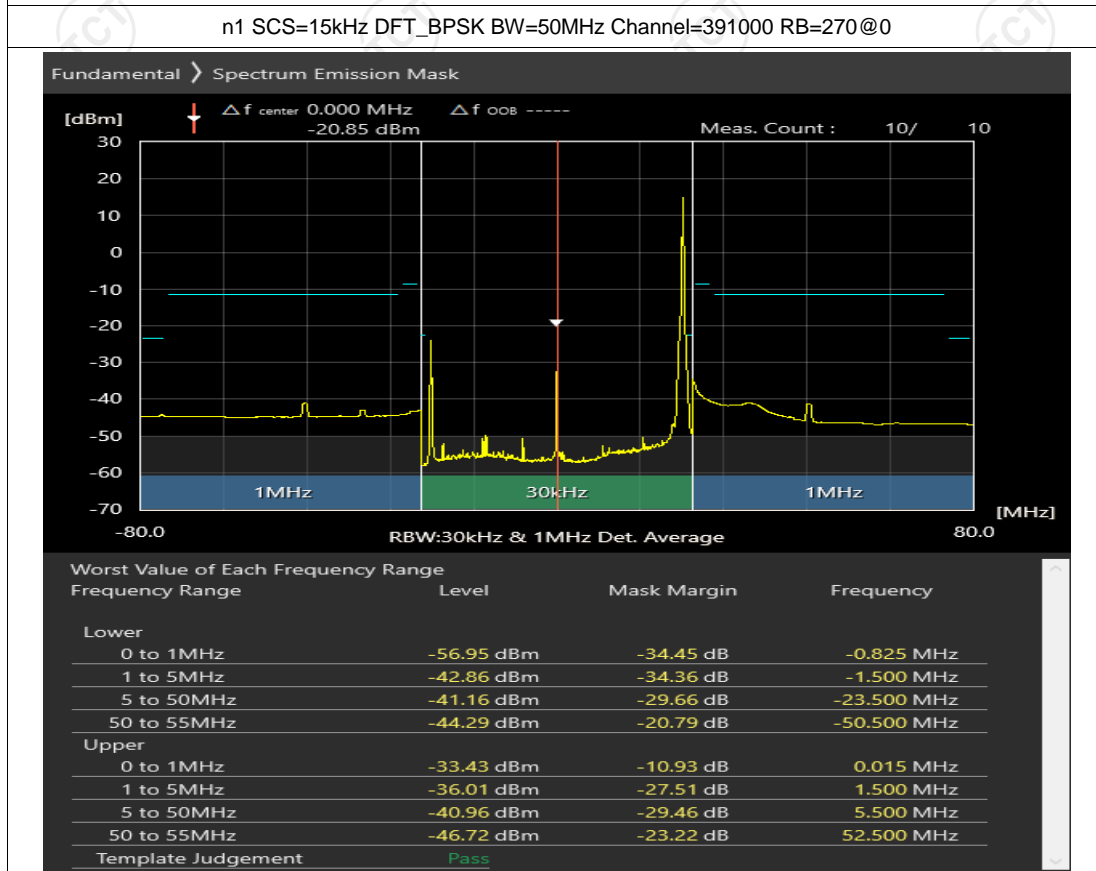 n1 SCS=15kHz DFT_BPSK BW=50MHz Channel=391000 RB=270@0
TCT TCT TCT
Fundamental ❯ Spectrum Emission Mask
[dBm] △f center 0.000 MHz △f OOB -----
-20.85 dBm Meas. Count : 10/ 10
30
20
10
0
-10
-20
-30
-40
-50
-60
1MHz 30kHz 1MHz
-70 [MHz]
-80.0 RBW:30kHz & 1MHz Det. Average 80.0
Worst Value of Each Frequency Range
Frequency Range Level Mask Margin Frequency
Lower
0 to 1MHz -56.95 dBm -34.45 dB -0.825 MHz
1 to 5MHz -42.86 dBm -34.36 dB -1.500 MHz
5 to 50MHz -41.16 dBm -29.66 dB -23.500 MHz
50 to 55MHz -44.29 dBm -20.79 dB -50.500 MHz
Upper
0 to 1MHz -33.43 dBm -10.93 dB 0.015 MHz
1 to 5MHz -36.01 dBm -27.51 dB 1.500 MHz
5 to 50MHz -40.96 dBm -29.46 dB 5.500 MHz
50 to 55MHz -46.72 dBm -23.22 dB 52.500 MHz
Template Judgement Pass